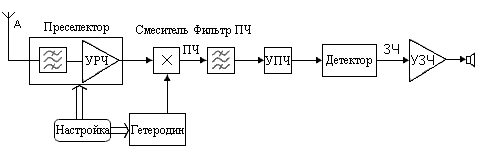 А
Преселектор
Смеситель Фильтр ПЧ
УРЧ
ПЧ
УПЧ
Детектор
ЗЧ
УЗЧ
Настройка
Гетеродин